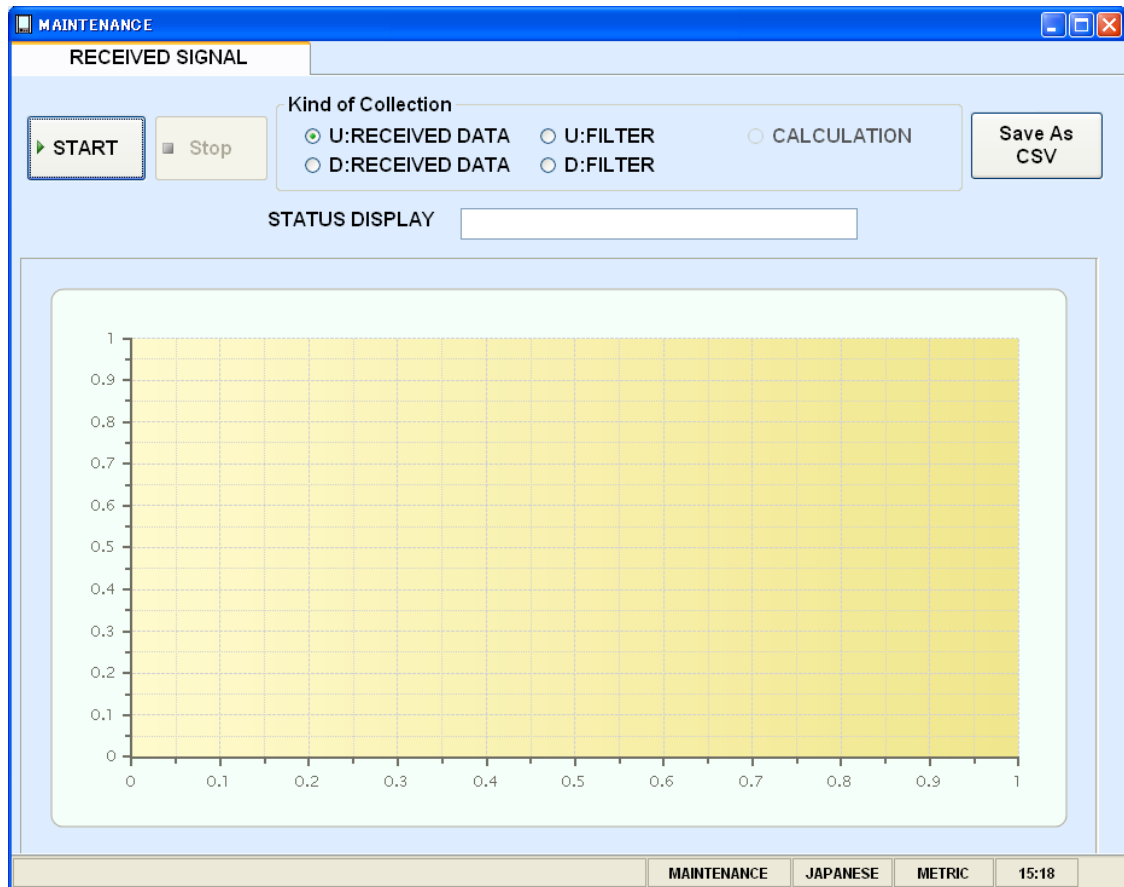 MAINTENANCE
RECEIVED SIGNAL
Kind of Collection
START
Stop
U:RECEIVED DATA
U:FILTER
CALCULATION
D:RECEIVED DATA
D:FILTER
Save As
CSV
STATUS DISPLAY
1
0.9
0.8
0.7
0.6
0.5
0.4
0.3
0.2
0.1
0
0 0.1 0.2 0.3 0.4 0.5 0.6 0.7 0.8 0.9 1
MAINTENANCE JAPANESE METRIC 15:18